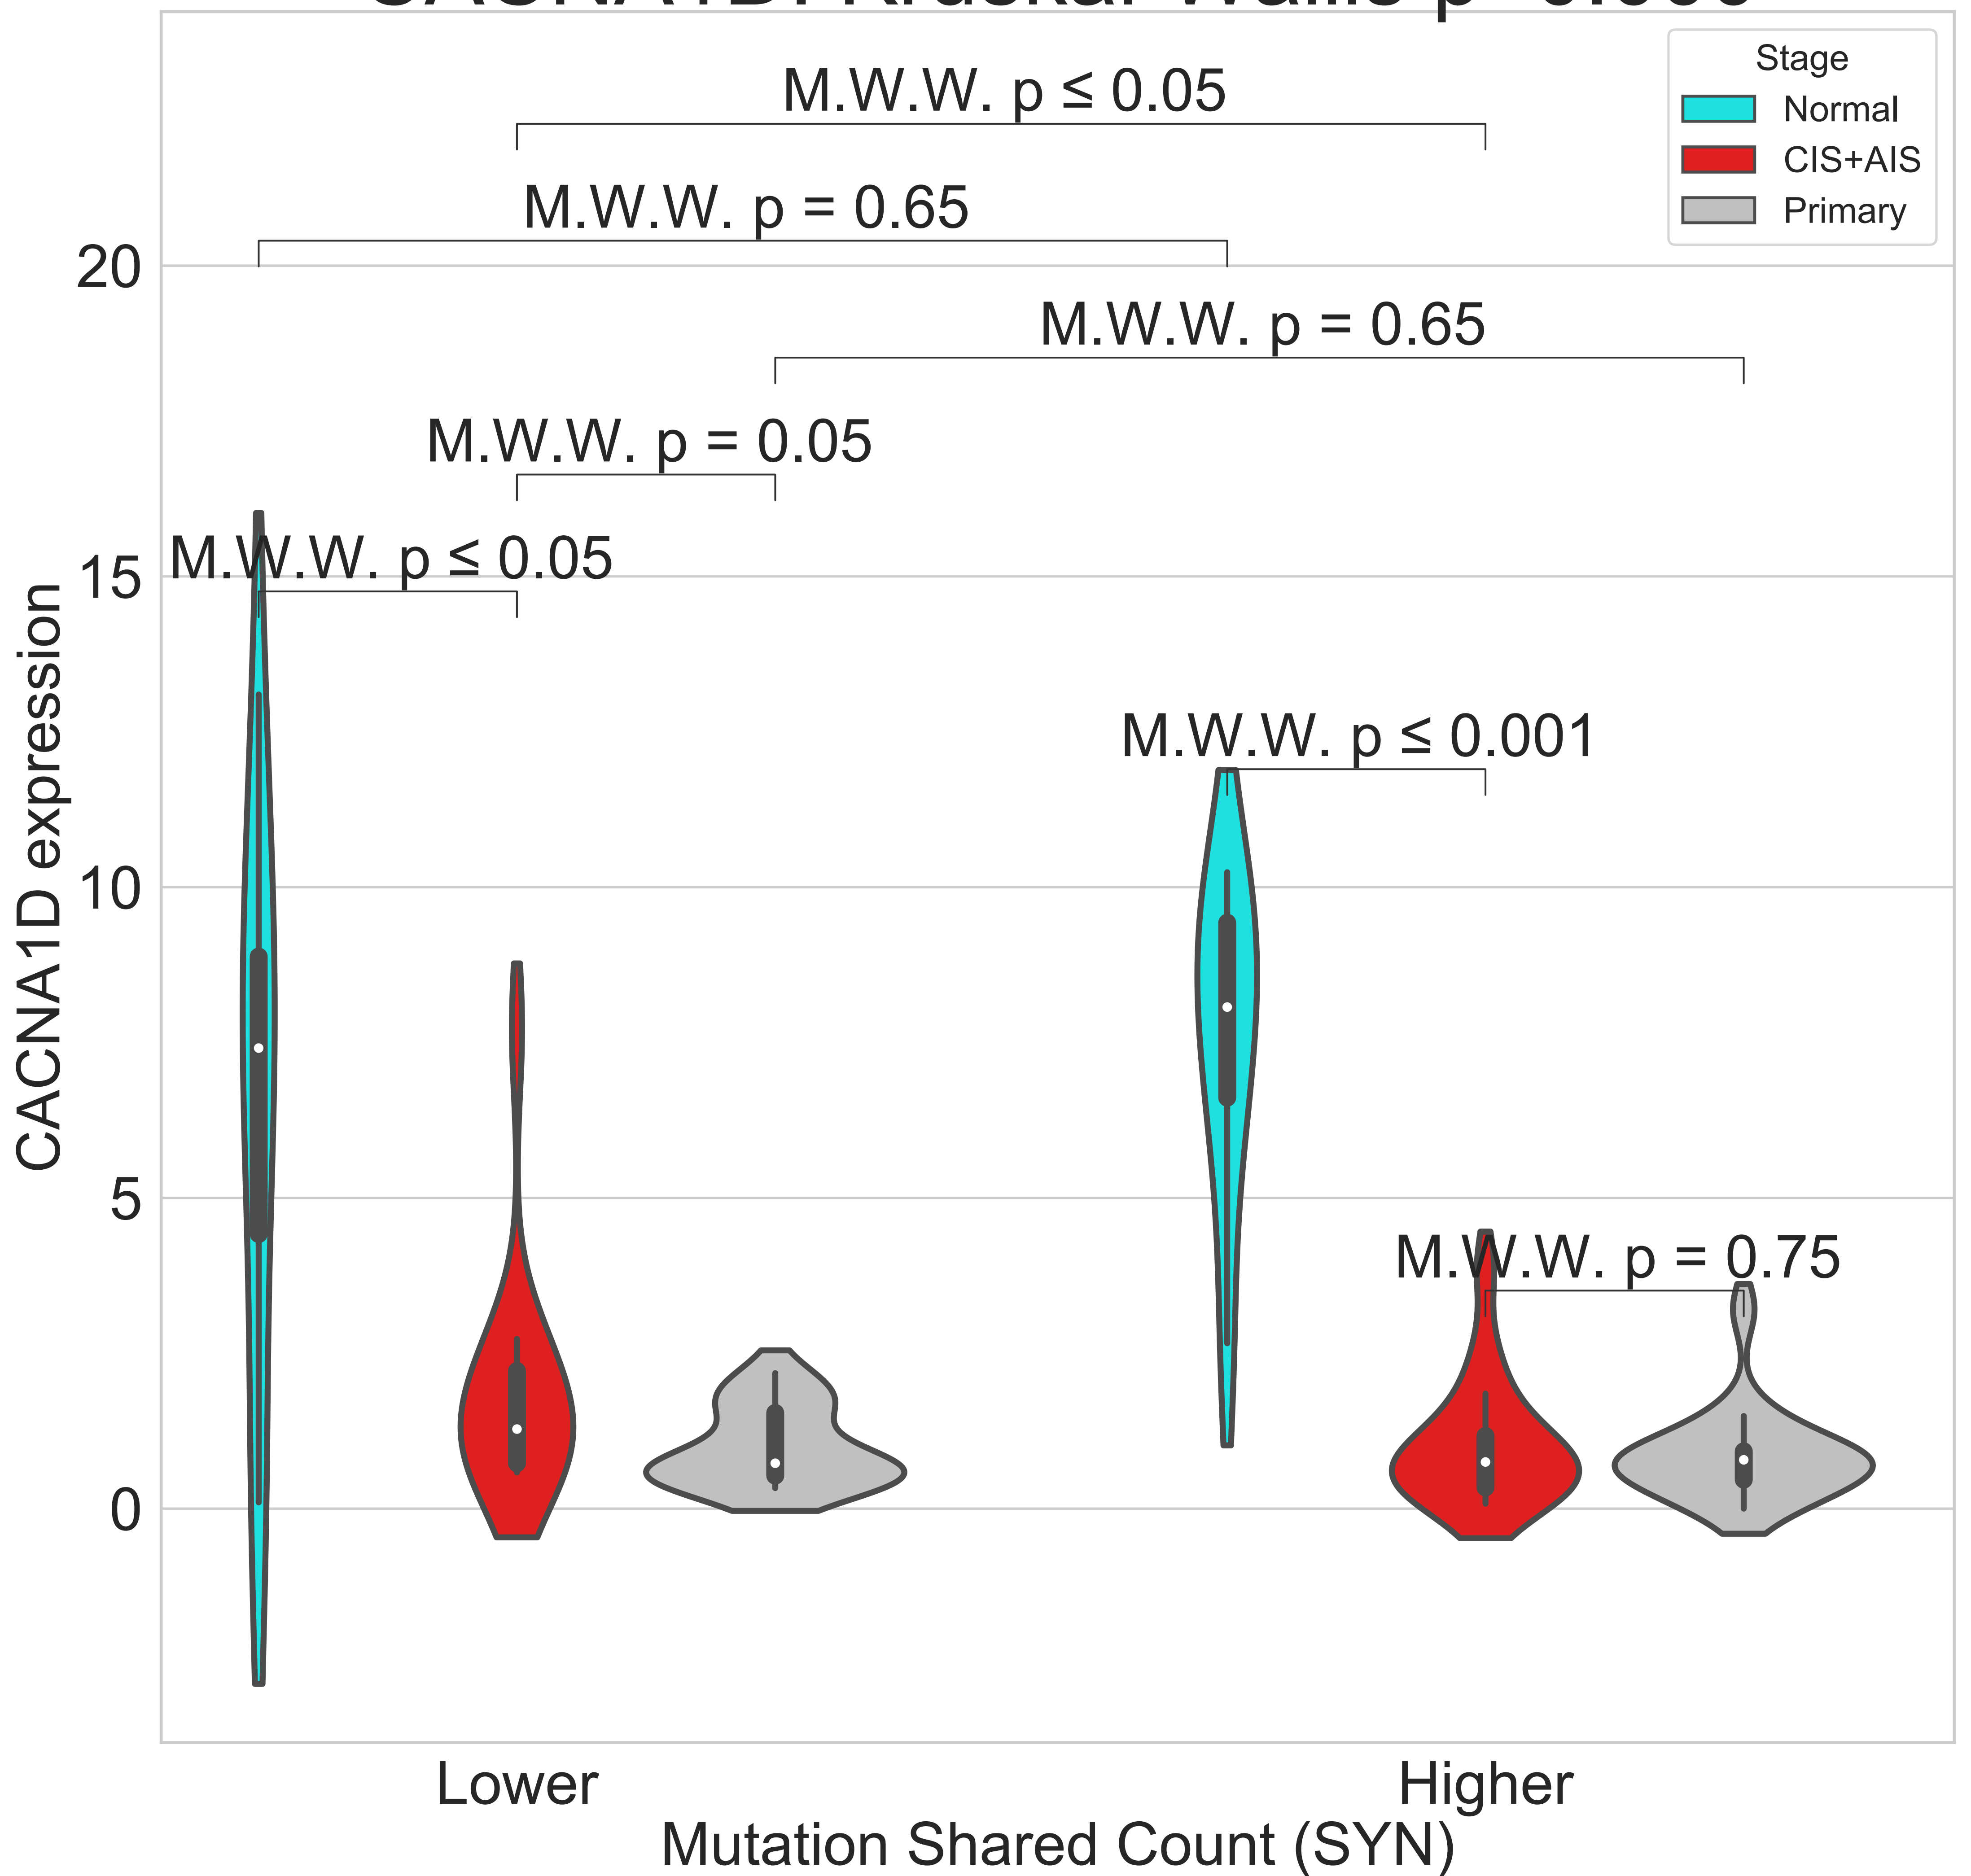 Stage
Normal
CIS+AIS
Primary
M.W.W. p ≤ 0.05
M.W.W. p = 0.65
M.W.W. p = 0.65
M.W.W. p = 0.05
M.W.W. p ≤ 0.05
M.W.W. p ≤ 0.001
M.W.W. p = 0.75
20
15
10
5
0
CACNA1D expression
Lower
Higher
Mutation Shared Count (SYN)